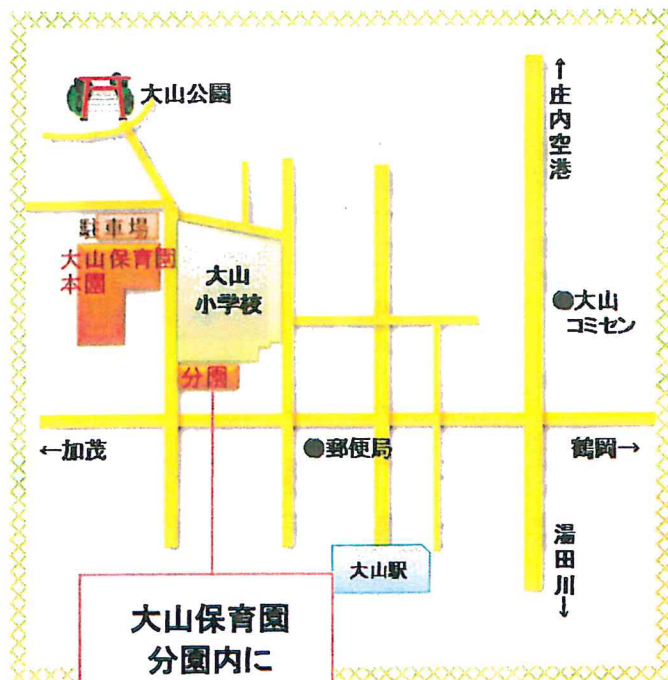 大山公園
↑庄内空港
駐車場
大山保育園
本園
大山
小学校
●大山
コミセン
分園
←加茂
●郵便局
鶴岡→
大山駅
湯田川↓
大山保育園
分園内に